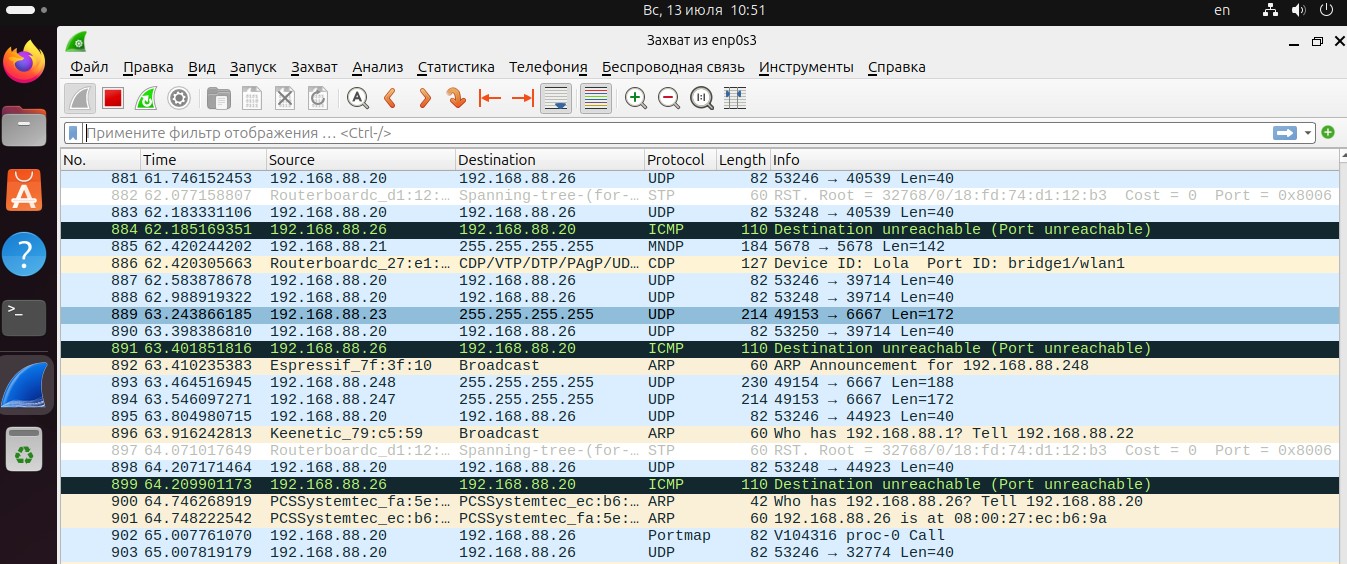 Вс, 13 июля 10:51
en
Захват из enp0s3
Файл Правка Вид Запуск Захват Анализ Статистика Телефония Беспроводная связь Инструменты Справка
Примените фильтр отображения … <Ctrl-/>
No. Time Source Destination Protocol Length Info
881 61.746152453 192.168.88.20 192.168.88.26 UDP 82 53246 → 40539 Len=40
882 62.077158807 Routerboardc_d1:12:… Spanning-tree-(for-… STP 60 RST. Root = 32768/0/18:fd:74:d1:12:b3 Cost = 0 Port = 0x8006
883 62.183331106 192.168.88.20 192.168.88.26 UDP 82 53248 → 40539 Len=40
884 62.185169351 192.168.88.26 192.168.88.20 ICMP 110 Destination unreachable (Port unreachable)
885 62.420244202 192.168.88.21 255.255.255.255 MNDP 184 5678 → 5678 Len=142
886 62.420305663 Routerboardc_27:e1:… CDP/VTP/DTP/PAgP/UD… CDP 127 Device ID: Lola Port ID: bridge1/wlan1
887 62.583878678 192.168.88.20 192.168.88.26 UDP 82 53246 → 39714 Len=40
888 62.988919322 192.168.88.20 192.168.88.26 UDP 82 53248 → 39714 Len=40
889 63.243866185 192.168.88.23 255.255.255.255 UDP 214 49153 → 6667 Len=172
890 63.398386810 192.168.88.20 192.168.88.26 UDP 82 53250 → 39714 Len=40
891 63.401851816 192.168.88.26 192.168.88.20 ICMP 110 Destination unreachable (Port unreachable)
892 63.410235383 Espressif_7f:3f:10 Broadcast ARP 60 ARP Announcement for 192.168.88.248
893 63.464516945 192.168.88.248 255.255.255.255 UDP 230 49154 → 6667 Len=188
894 63.546097271 192.168.88.247 255.255.255.255 UDP 214 49153 → 6667 Len=172
895 63.804980715 192.168.88.20 192.168.88.26 UDP 82 53246 → 44923 Len=40
896 63.916242813 Keenetic_79:c5:59 Broadcast ARP 60 Who has 192.168.88.1? Tell 192.168.88.22
897 64.071017649 Routerboardc_d1:12:… Spanning-tree-(for-… STP 60 RST. Root = 32768/0/18:fd:74:d1:12:b3 Cost = 0 Port = 0x8006
898 64.207171464 192.168.88.20 192.168.88.26 UDP 82 53248 → 44923 Len=40
899 64.209901173 192.168.88.26 192.168.88.20 ICMP 110 Destination unreachable (Port unreachable)
900 64.746268919 PCSSystemtec_fa:5e:… PCSSystemtec_ec:b6:… ARP 42 Who has 192.168.88.26? Tell 192.168.88.20
901 64.748222542 PCSSystemtec_ec:b6:… PCSSystemtec_fa:5e:… ARP 60 192.168.88.26 is at 08:00:27:ec:b6:9a
902 65.007761070 192.168.88.20 192.168.88.26 Portmap 82 V104316 proc-0 Call
903 65.007819179 192.168.88.20 192.168.88.26 UDP 82 53246 → 32774 Len=40